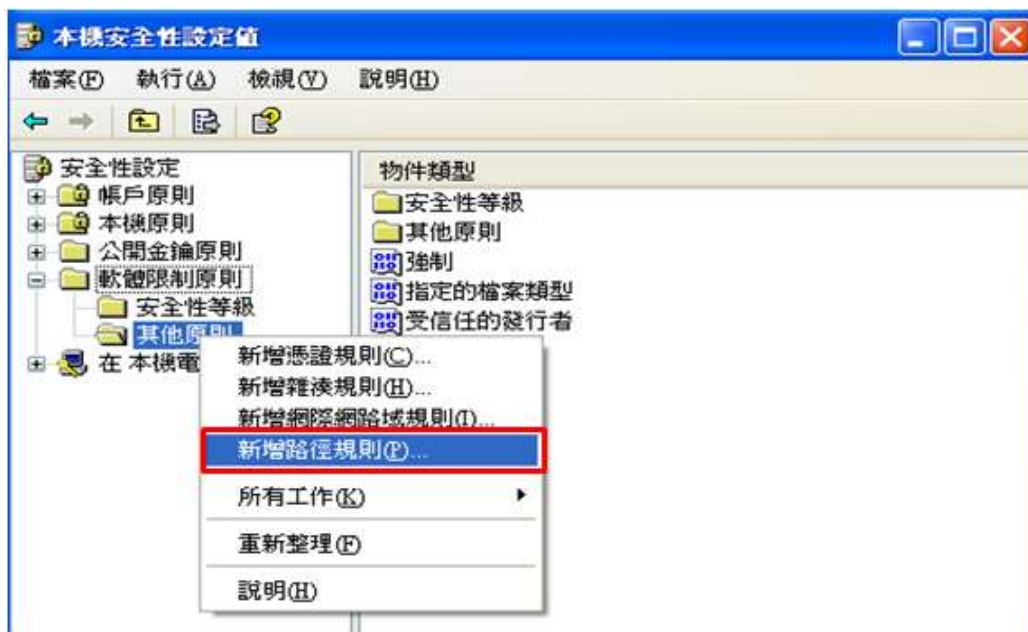 本機安全性設定值
檔案(F) 執行(A) 檢視(V) 說明(H)
安全性設定
帳戶原則
本機原則
公開金鑰原則
軟體限制原則
安全性等級
其他原則
在 本機電
物件類型
安全性等級
其他原則
強制
指定的檔案類型
受信任的發行者
新增憑證規則(C)...
新增雜湊規則(H)...
新增網際網路域規則(I)...
新增路徑規則(P)...
所有工作(K)
重新整理(F)
說明(H)